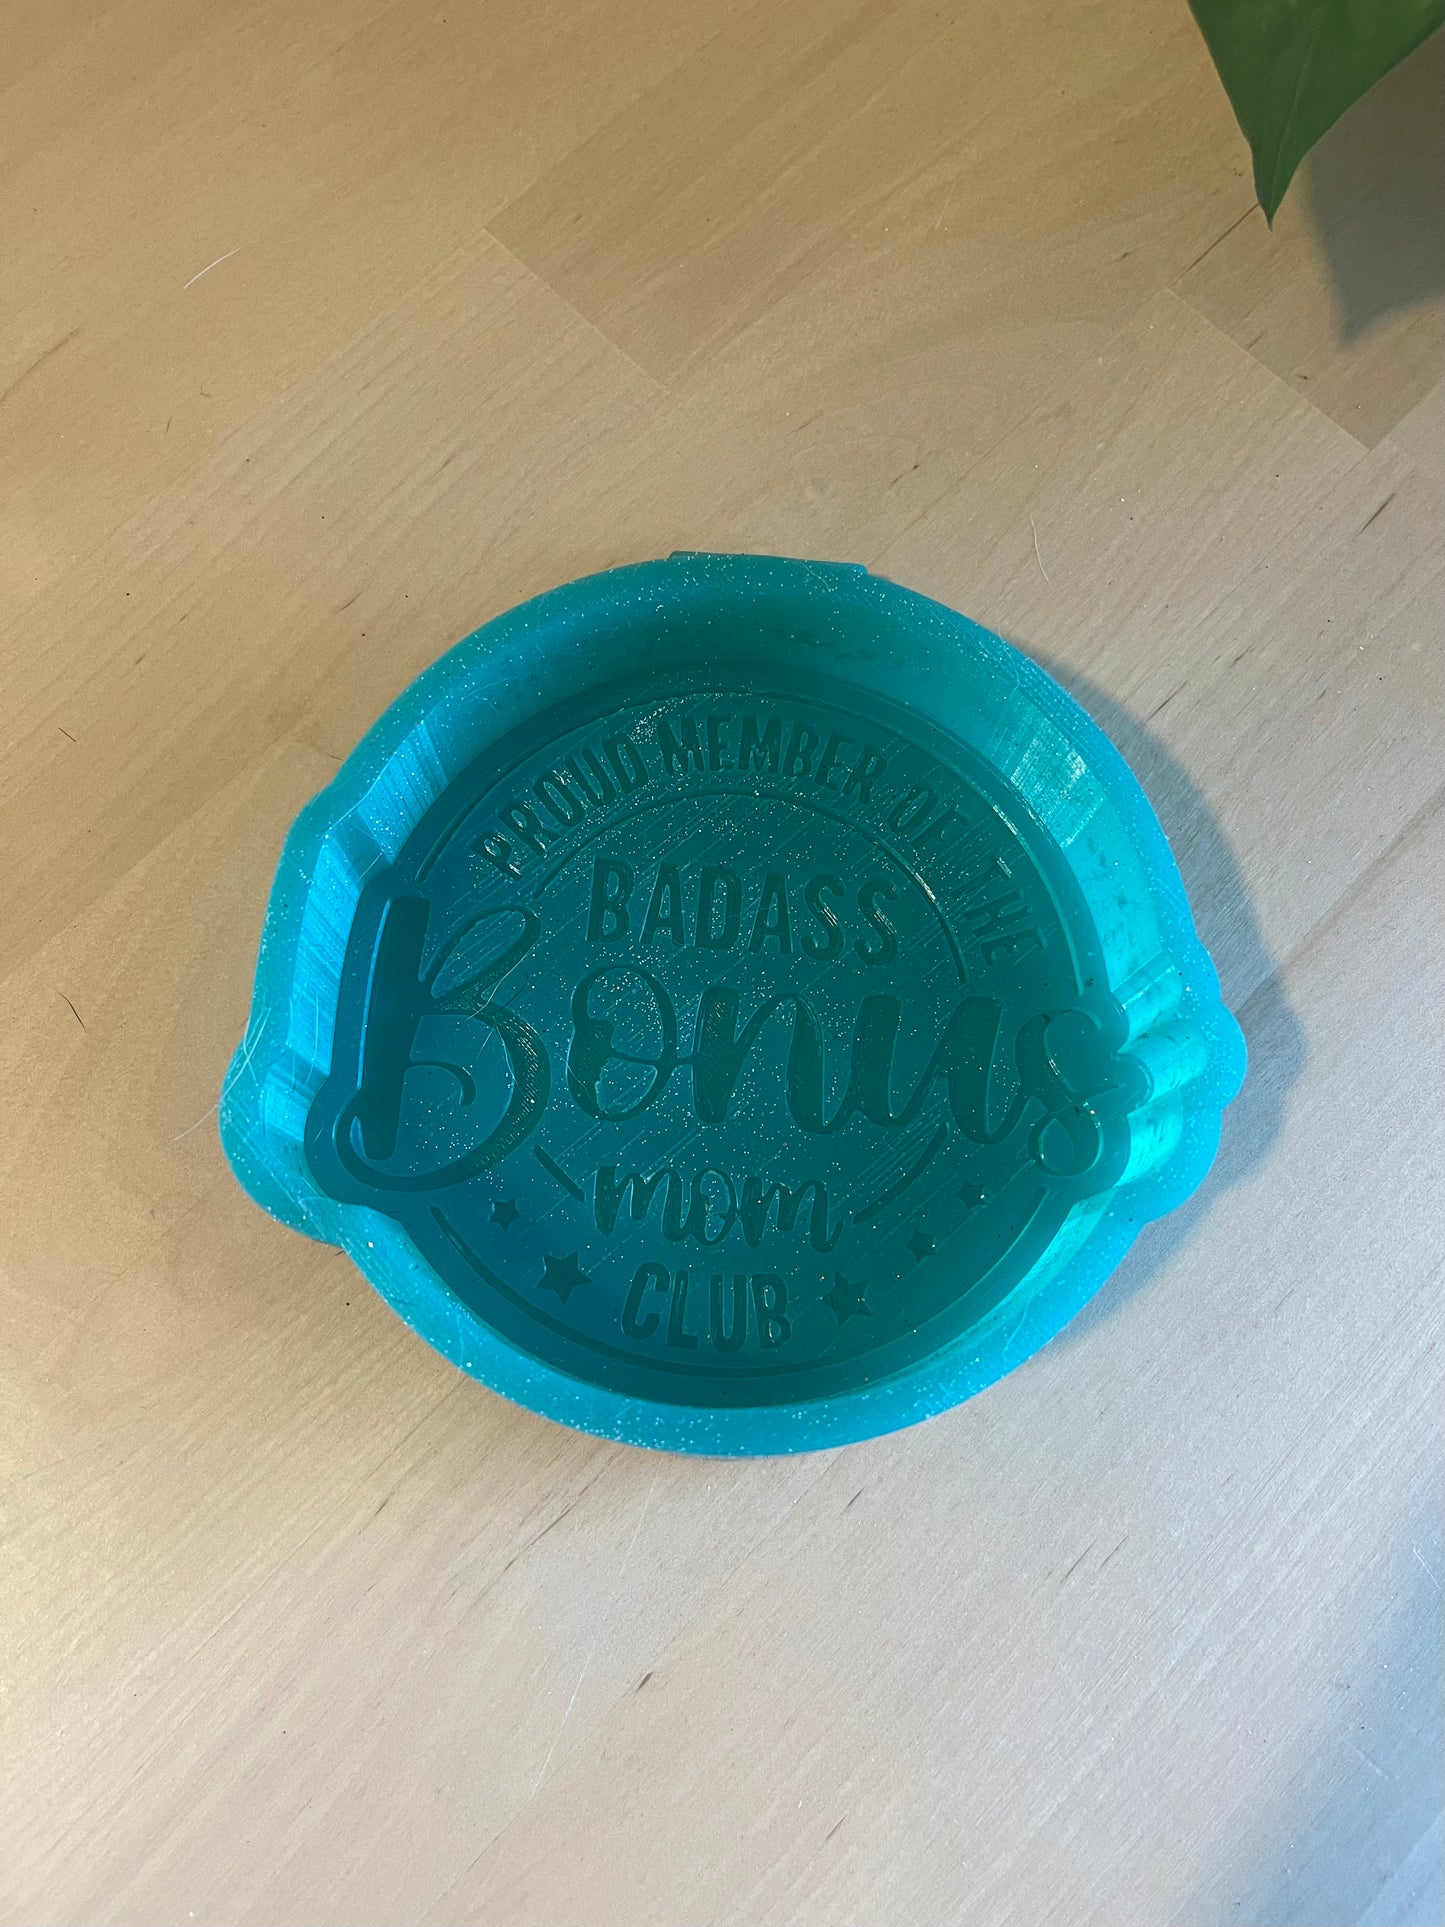 PROUD MEMBER OF THE
BADASS
Bonus
mom
CLUB